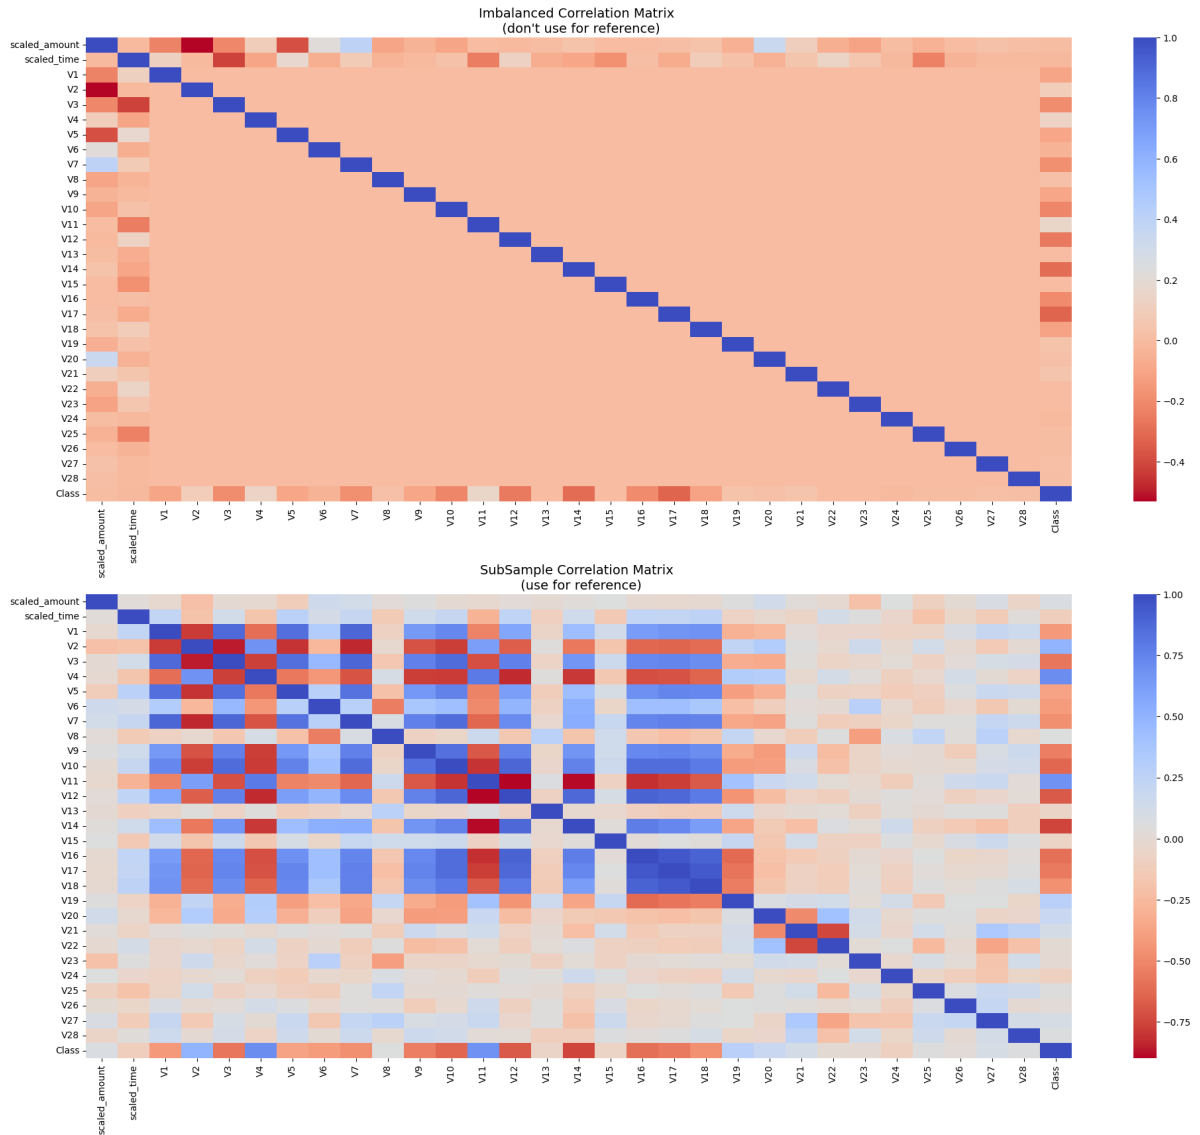 Imbalanced Correlation Matrix
(don't use for reference)
scaled_amount
scaled_time
V1
V2
V3
V4
V5
V6
V7
V8
V9
V10
V11
V12
V13
V14
V15
V16
V17
V18
V19
V20
V21
V22
V23
V24
V25
V26
V27
V28
Class
scaled_amount
scaled_time
V1
V2
V3
V4
V5
V6
V7
V8
V9
V10
V11
V12
V13
V14
V15
V16
V17
V18
V19
V20
V21
V22
V23
V24
V25
V26
V27
V28
Class
1.0
0.8
0.6
0.4
0.2
0.0
−0.2
−0.4
SubSample Correlation Matrix
(use for reference)
scaled_amount
scaled_time
V1
V2
V3
V4
V5
V6
V7
V8
V9
V10
V11
V12
V13
V14
V15
V16
V17
V18
V19
V20
V21
V22
V23
V24
V25
V26
V27
V28
Class
scaled_amount
scaled_time
V1
V2
V3
V4
V5
V6
V7
V8
V9
V10
V11
V12
V13
V14
V15
V16
V17
V18
V19
V20
V21
V22
V23
V24
V25
V26
V27
V28
Class
1.00
0.75
0.50
0.25
0.00
−0.25
−0.50
−0.75